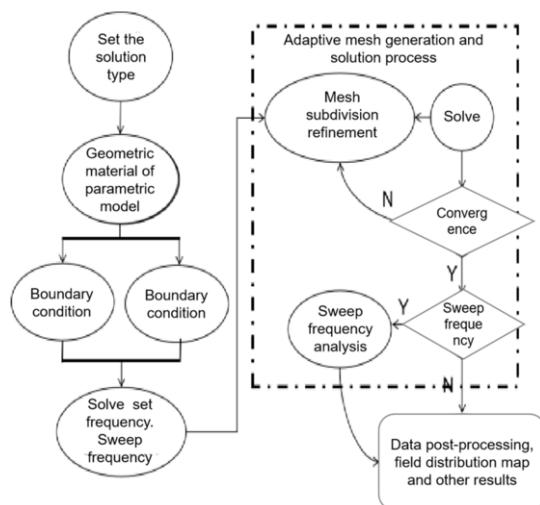 Set the
solution
type
Geometric
material of
parametric
model
Boundary
condition
Boundary
condition
Solve set
frequency.
Sweep
frequency
Adaptive mesh generation and
solution process
Mesh
subdivision
refinement
Solve
N
Converg
ence
Y
Sweep
frequency
analysis
Y
Sweep
freque
ncy
N
Data post-processing,
field distribution map
and other results